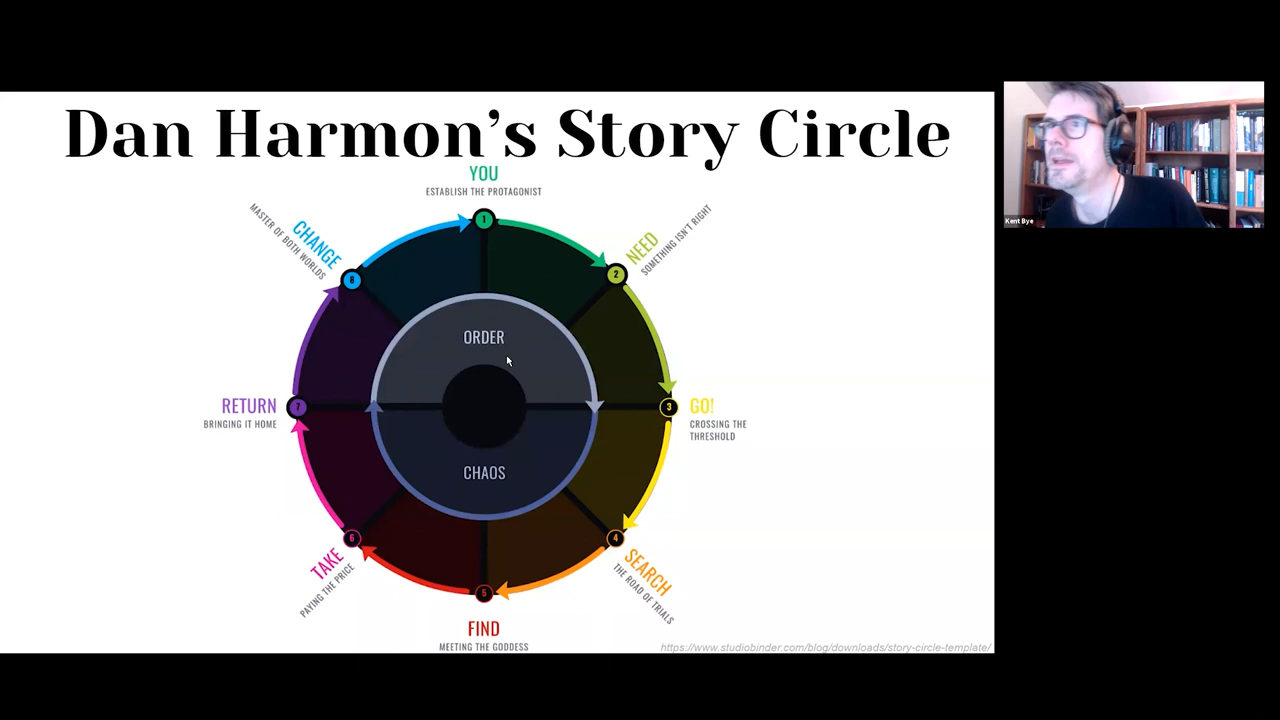 Dan Harmon's Story Circle
YOU
ESTABLISH THE PROTAGONIST
1
NEED
SOMETHING ISN'T RIGHT
2
GO!
CROSSING THE
THRESHOLD
3
SEARCH
THE ROAD OF TRIALS
4
FIND
MEETING THE GODDESS
5
TAKE
PAYING THE PRICE
6
RETURN
BRINGING IT HOME
7
CHANGE
MASTER OF BOTH WORLDS
8
ORDER
CHAOS
https://www.studiobinder.com/blog/downloads/story-circle-template/
Kent Bye